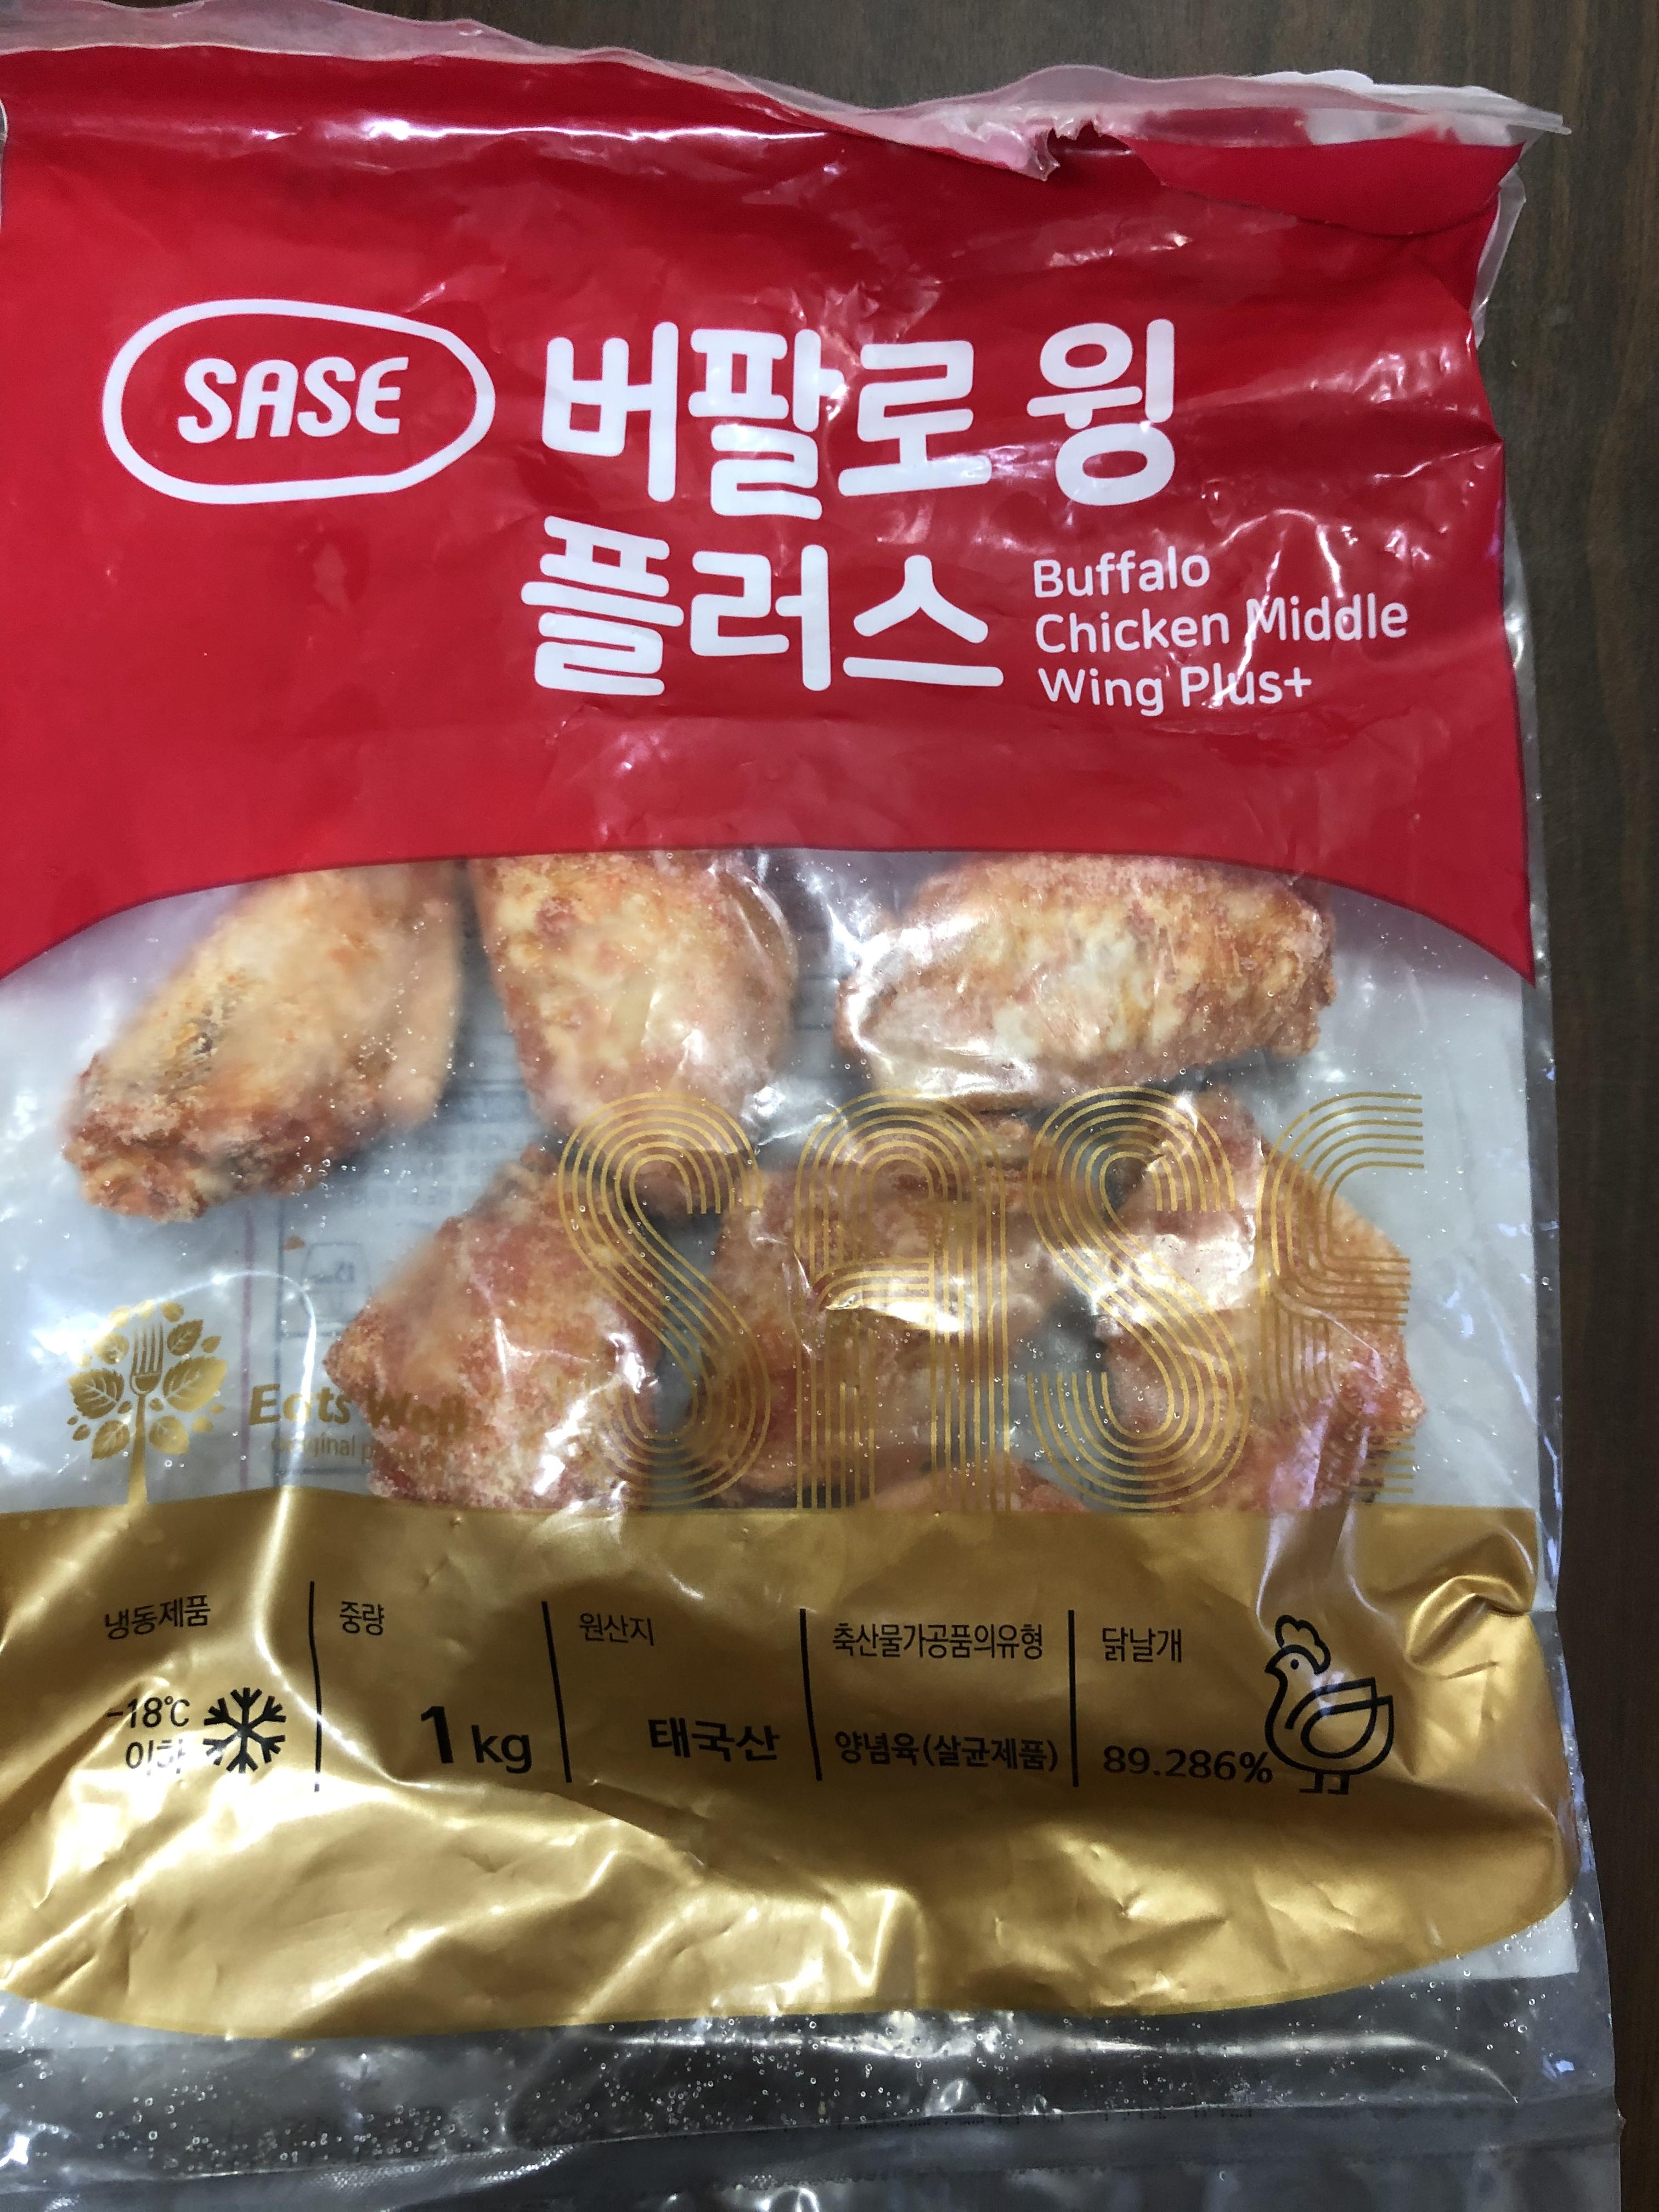 SASE
버팔로 윙
플러스
Buffalo
Chicken Middle
Wing Plus+
SASE
Eats Well
original
냉동제품
-18℃
이하
중량
1kg
원산지
태국산
축산물가공품의유형
양념육(살균제품)
닭날개
89.286%